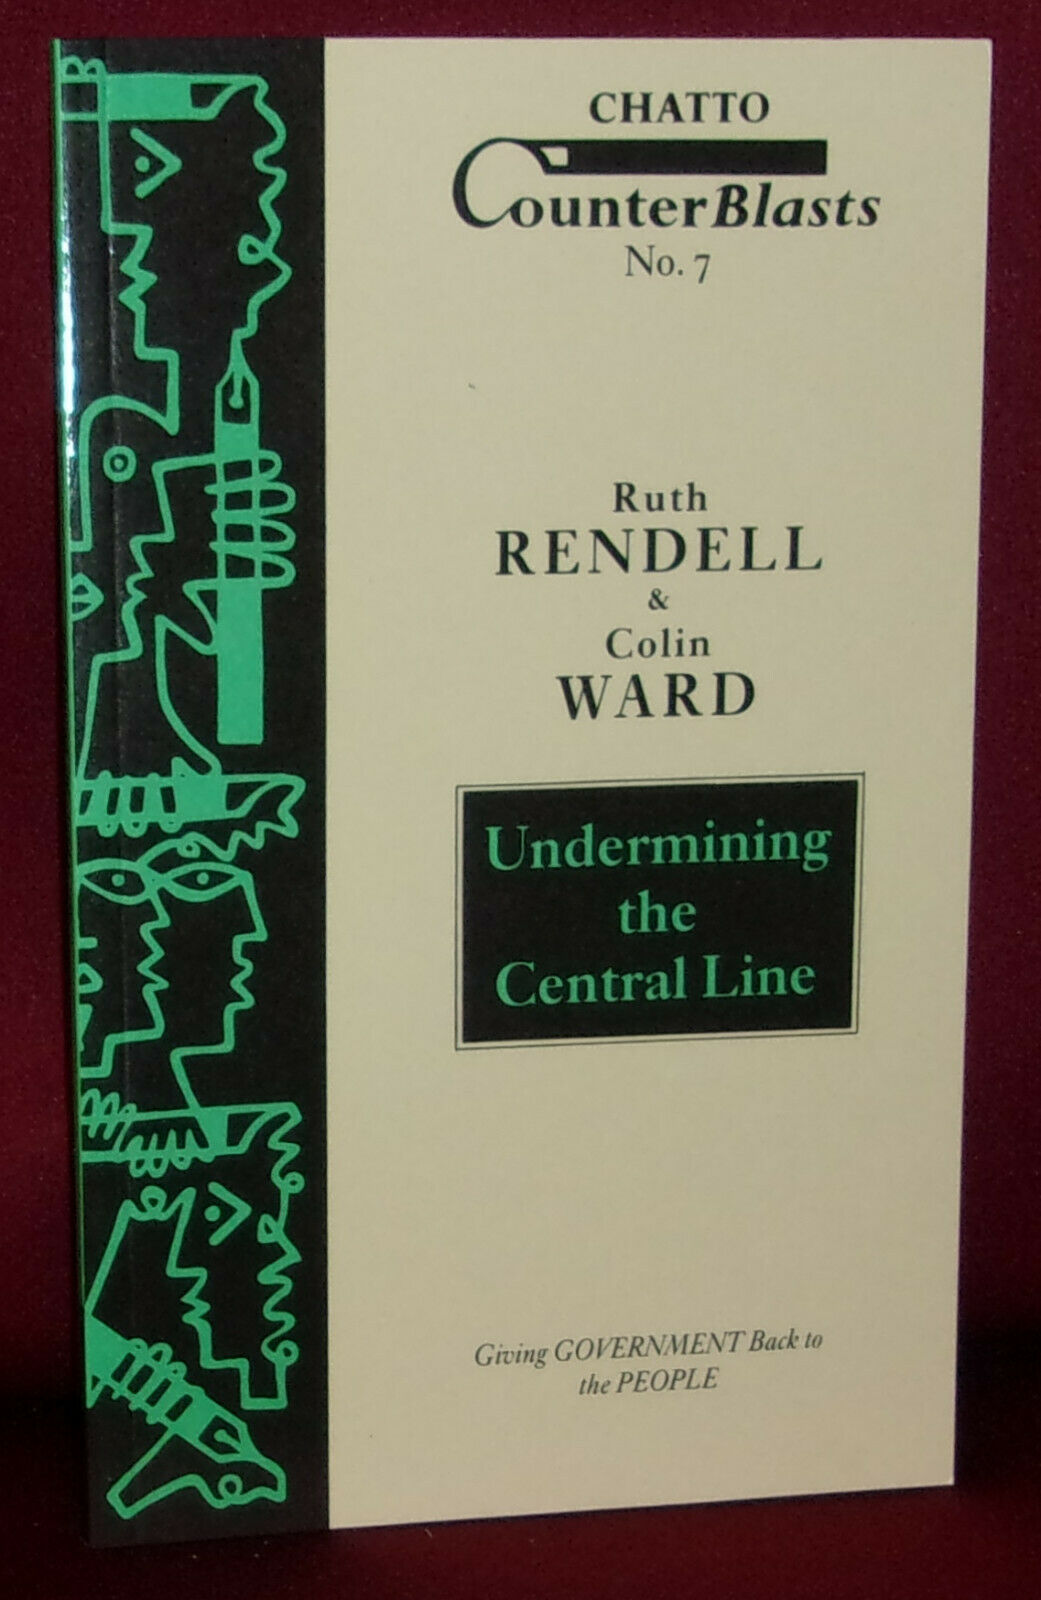 CHATTO
CounterBlasts
No. 7
Ruth
RENDELL
&
Colin
WARD
Undermining
the
Central Line
Giving GOVERNMENT Back to
the PEOPLE